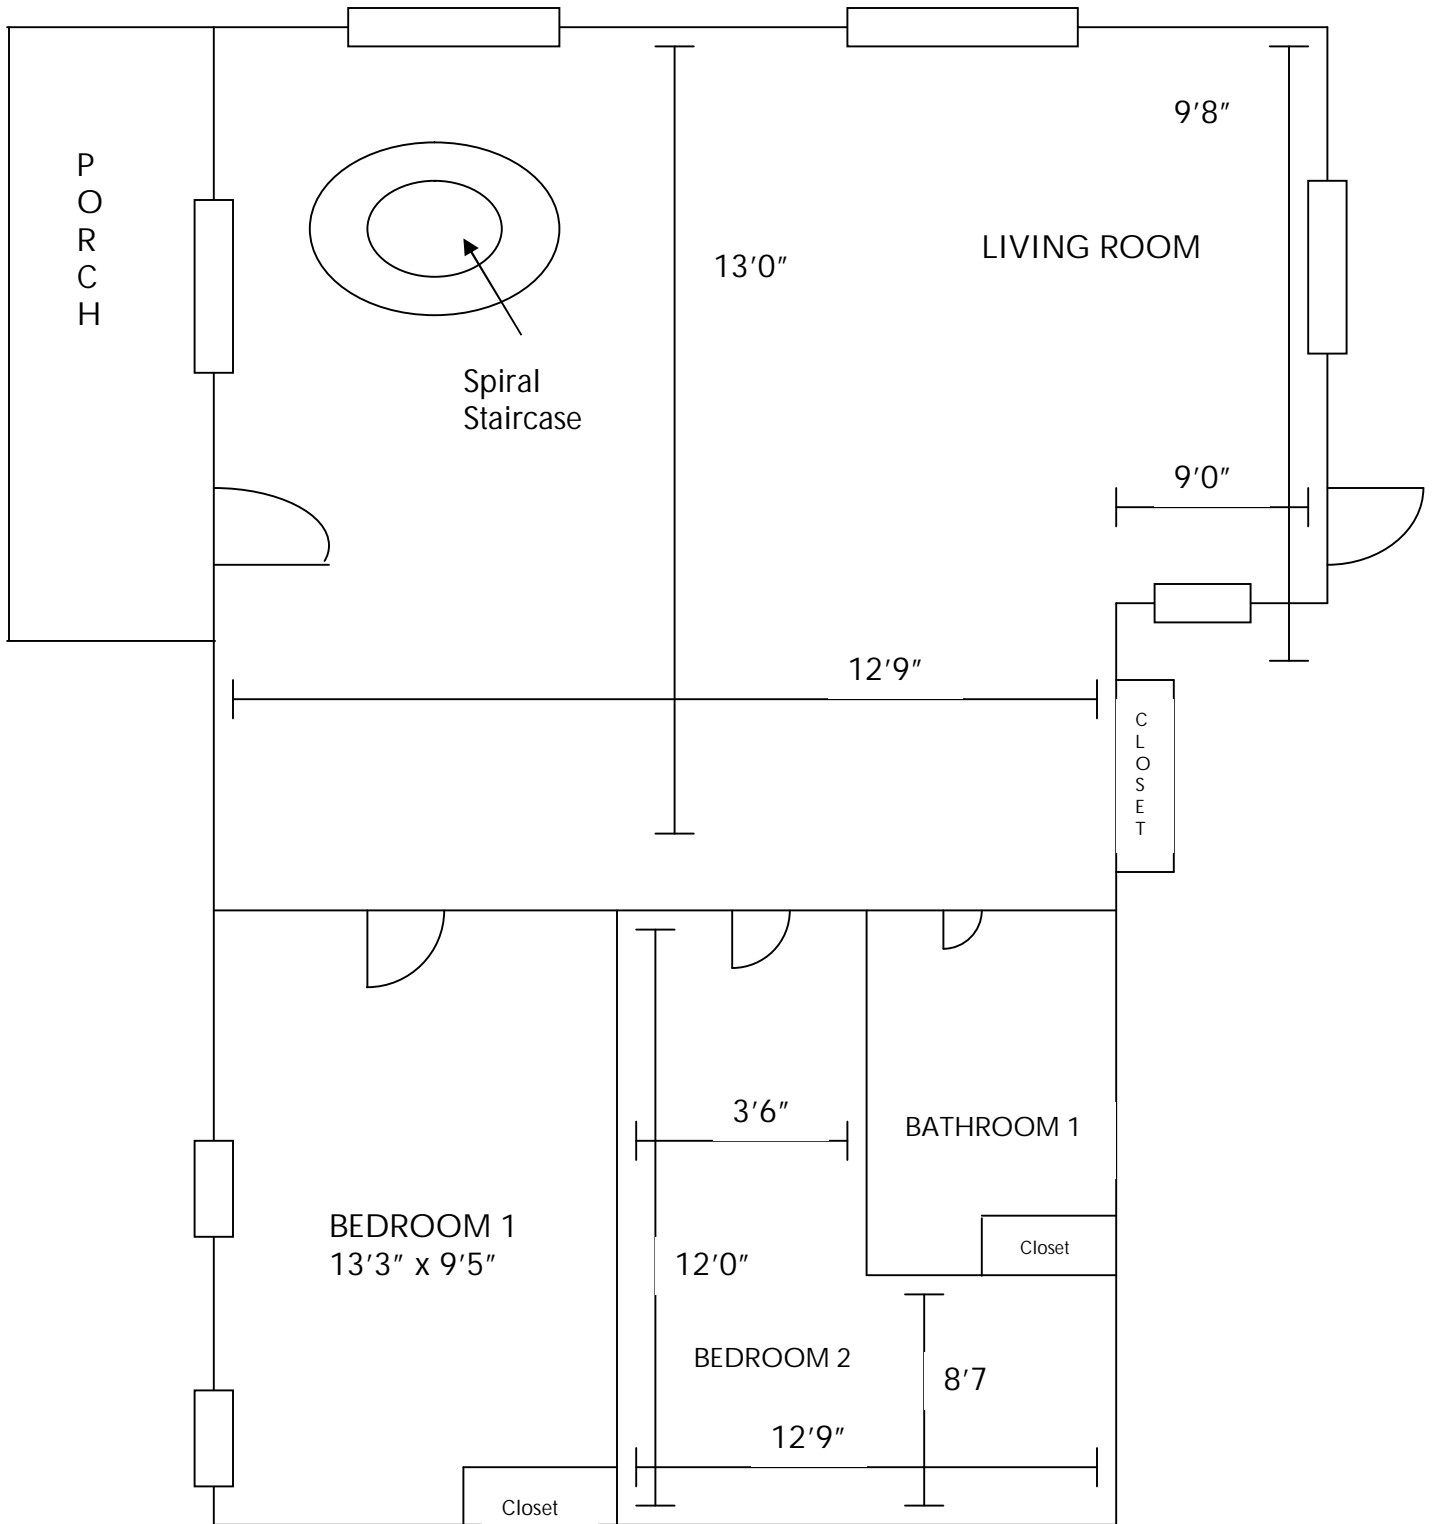 9'8"
PORCH
LIVING ROOM
13'0"
Spiral
Staircase
9'0"
12'9"
CLOSET
3'6"
BATHROOM 1
BEDROOM 1
13'3" x 9'5"
Closet
12'0"
BEDROOM 2
8'7
12'9"
Closet